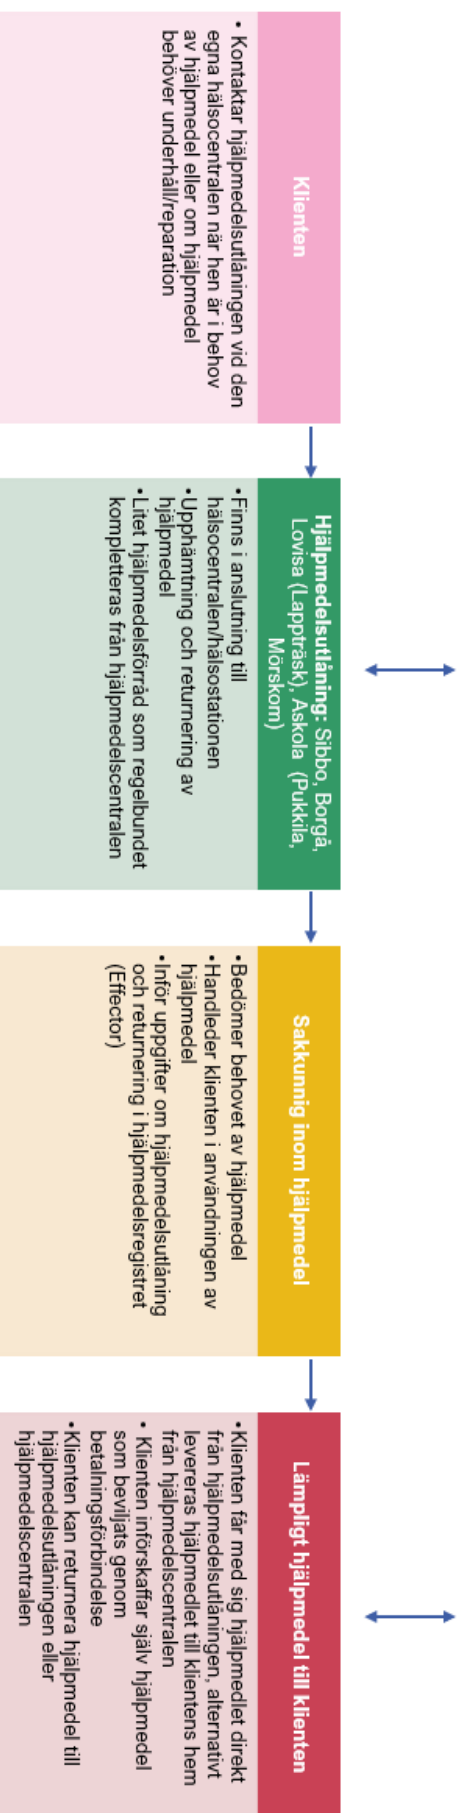 Klienten
• Kontaktar hjälpmedelsutlåningen vid den
egna hälsocentralen när hen är i behov
av hjälpmedel eller om hjälpmedel
behöver underhåll/reparation
Hjälpmedelsutlåning: Sibbo, Borgå,
Lovisa (Lappträsk), Askola (Pukkila,
Mörskom)
• Finns i anslutning till
hälsocentralen/hälsostationen
• Upphämtning och returnering av
hjälpmedel
• Litet hjälpmedelsförråd som regelbundet
kompletteras från hjälpmedelscentralen
Sakkunnig inom hjälpmedel
• Bedömer behovet av hjälpmedel
• Handleder klienten i användningen av
hjälpmedel
• Inför uppgifter om hjälpmedelsutlåning
och returnering i hjälpmedelsregistret
(Effector)
Lämpligt hjälpmedel till klienten
• Klienten får med sig hjälpmedlet direkt
från hjälpmedelsutlåningen, alternativt
levereras hjälpmedlet till klientens hem
från hjälpmedelscentralen
• Klienten införskaffar själv hjälpmedel
som beviljats genom
betalningsförbindelse
• Klienten kan returnera hjälpmedel till
hjälpmedelsutlåningen eller
hjälpmedelscentralen